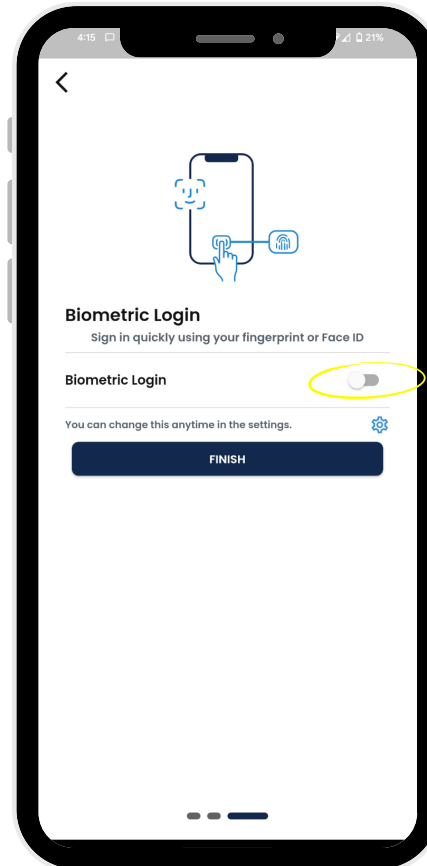 4:15 21%
Biometric Login
Sign in quickly using your fingerprint or Face ID
Biometric Login
You can change this anytime in the settings.
FINISH